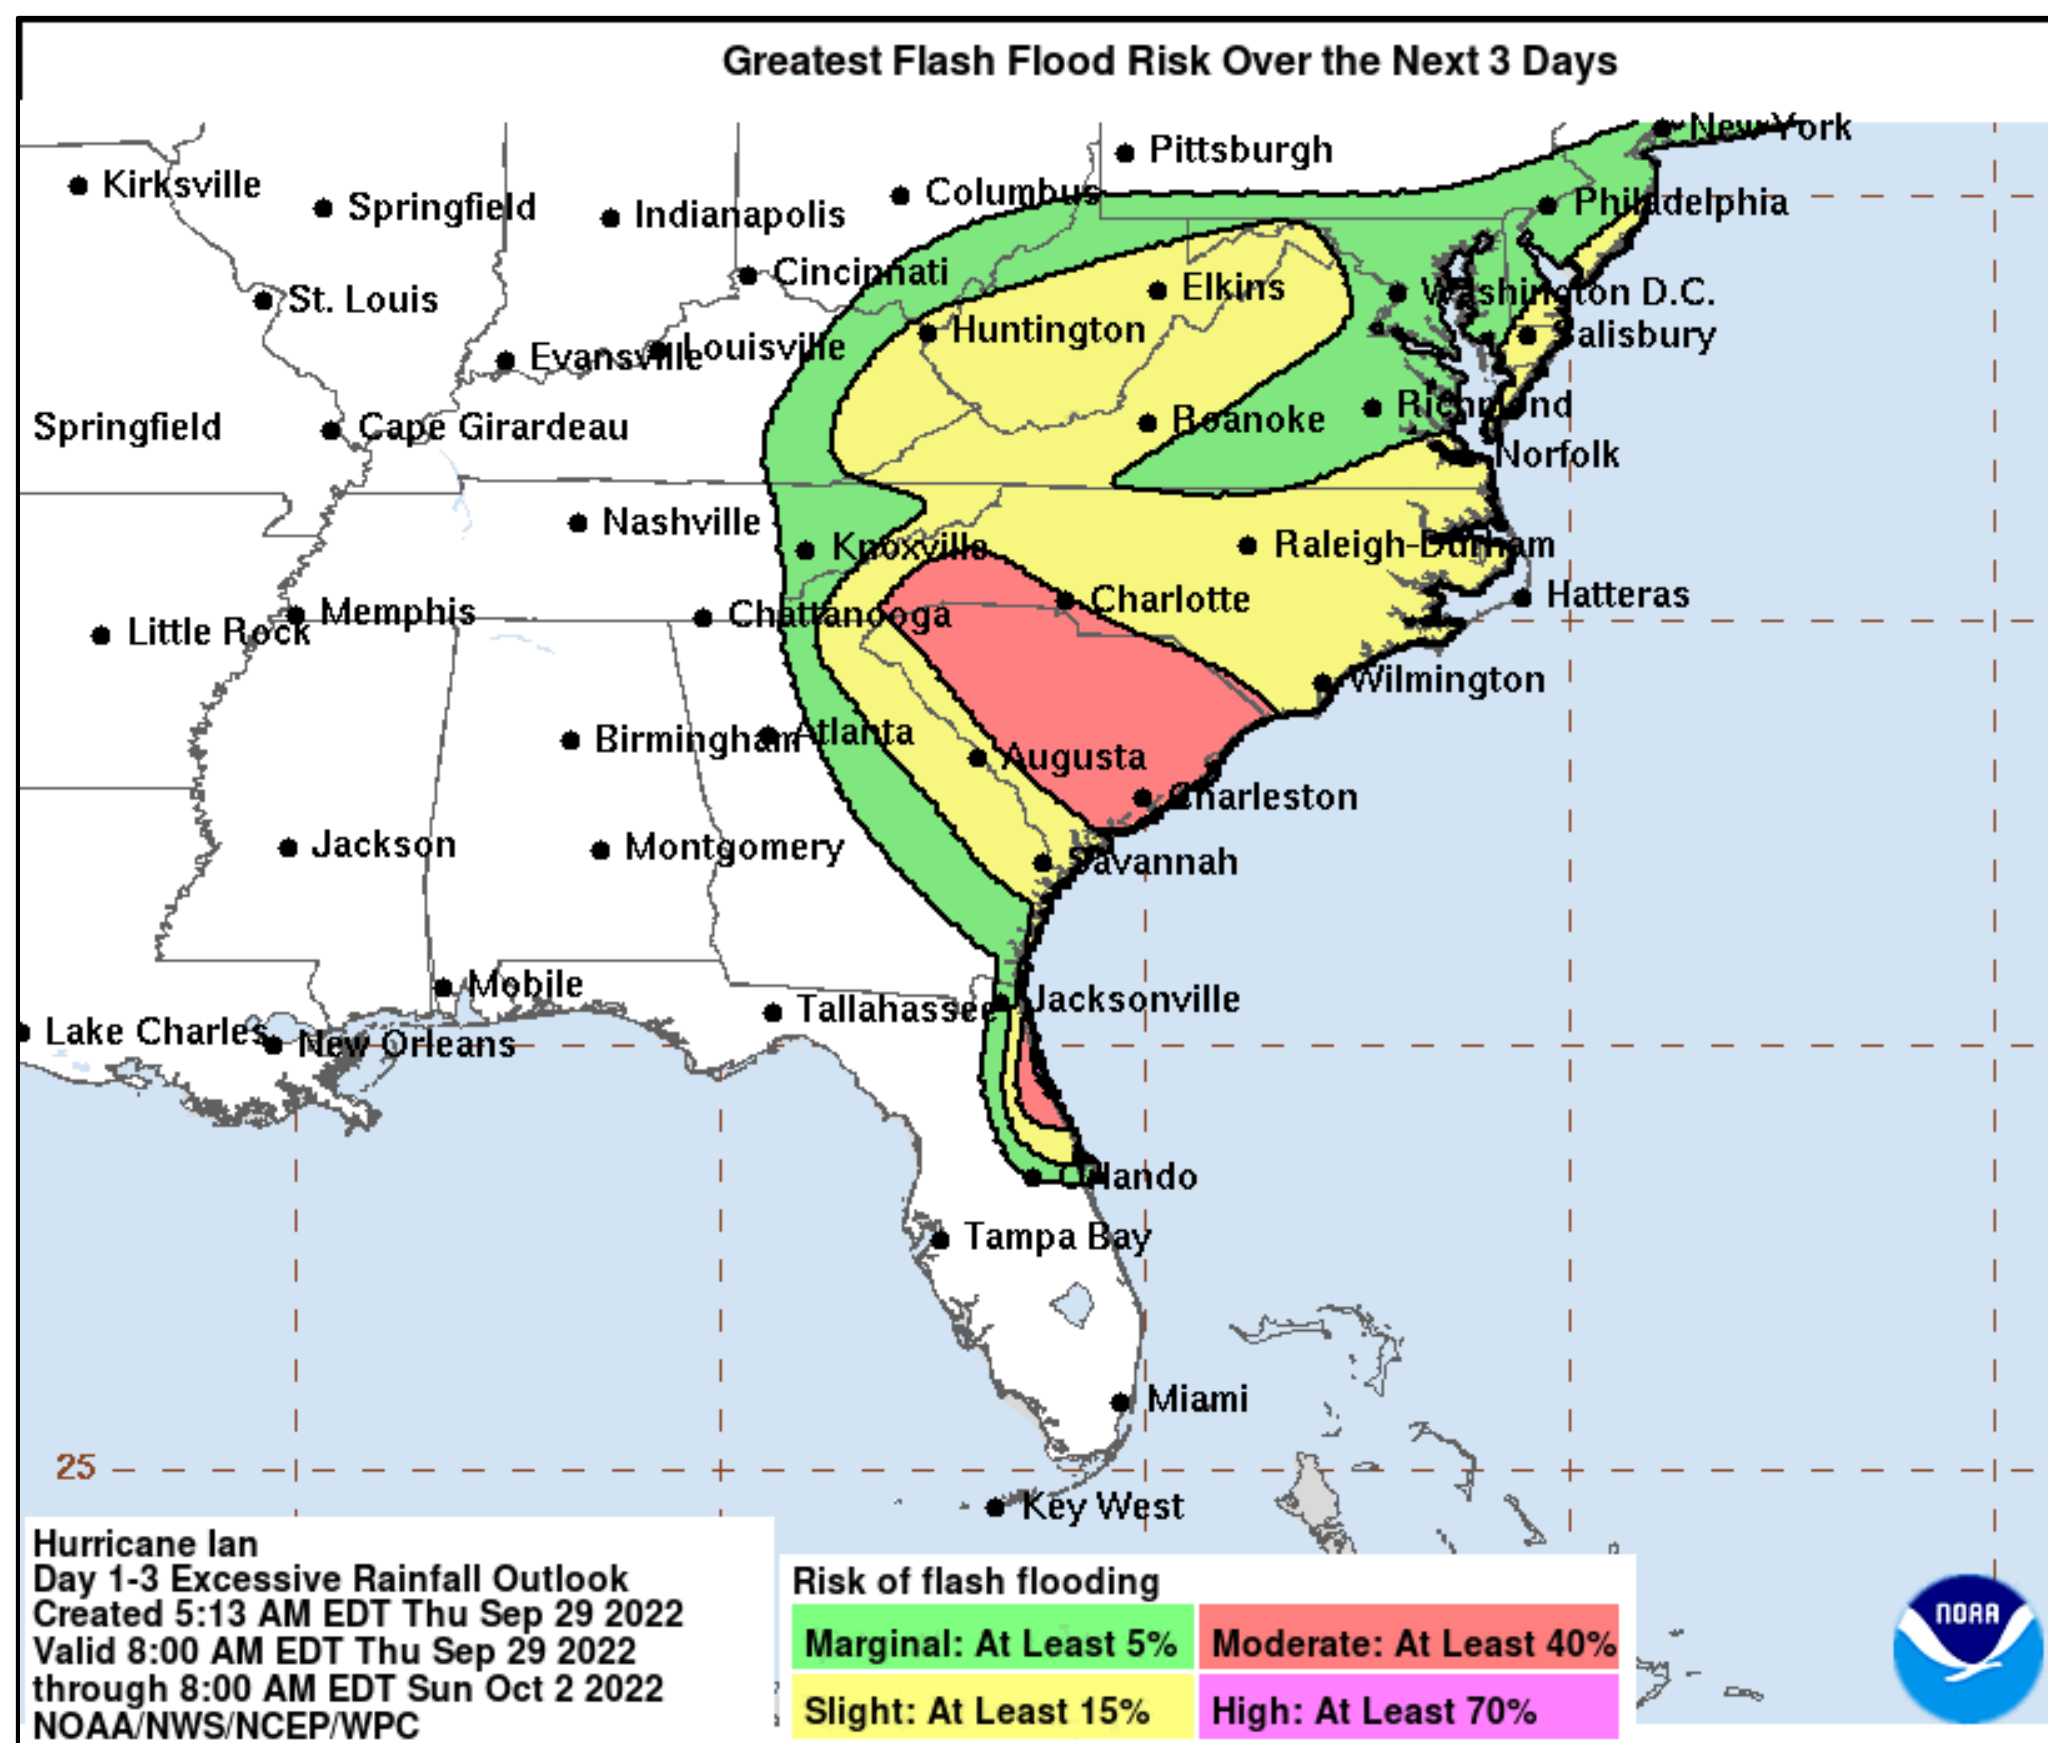 Greatest Flash Flood Risk Over the Next 3 Days
New York
Pittsburgh
Kirksville
Columbus
Springfield
Indianapolis
Philadelphia
Cincinnati
Elkins
Washington D.C.
St. Louis
Huntington
Salisbury
Louisville
Evansville
Richmond
Roanoke
Springfield
Cape Girardeau
Norfolk
Nashville
Knoxville
Raleigh-Durham
Hatteras
Charlotte
Memphis
Chattanooga
Little Rock
Wilmington
Birmingham
Atlanta
Augusta
Charleston
Jackson
Montgomery
Savannah
Mobile
Jacksonville
Tallahassee
Lake Charles
New Orleans
Orlando
Tampa Bay
Miami
25
Key West
Hurricane Ian
Day 1-3 Excessive Rainfall Outlook
Created 5:13 AM EDT Thu Sep 29 2022
Valid 8:00 AM EDT Thu Sep 29 2022
through 8:00 AM EDT Sun Oct 2 2022
NOAA/NWS/NCEP/WPC
Risk of flash flooding
Marginal: At Least 5%
Moderate: At Least 40%
Slight: At Least 15%
High: At Least 70%
NOAA